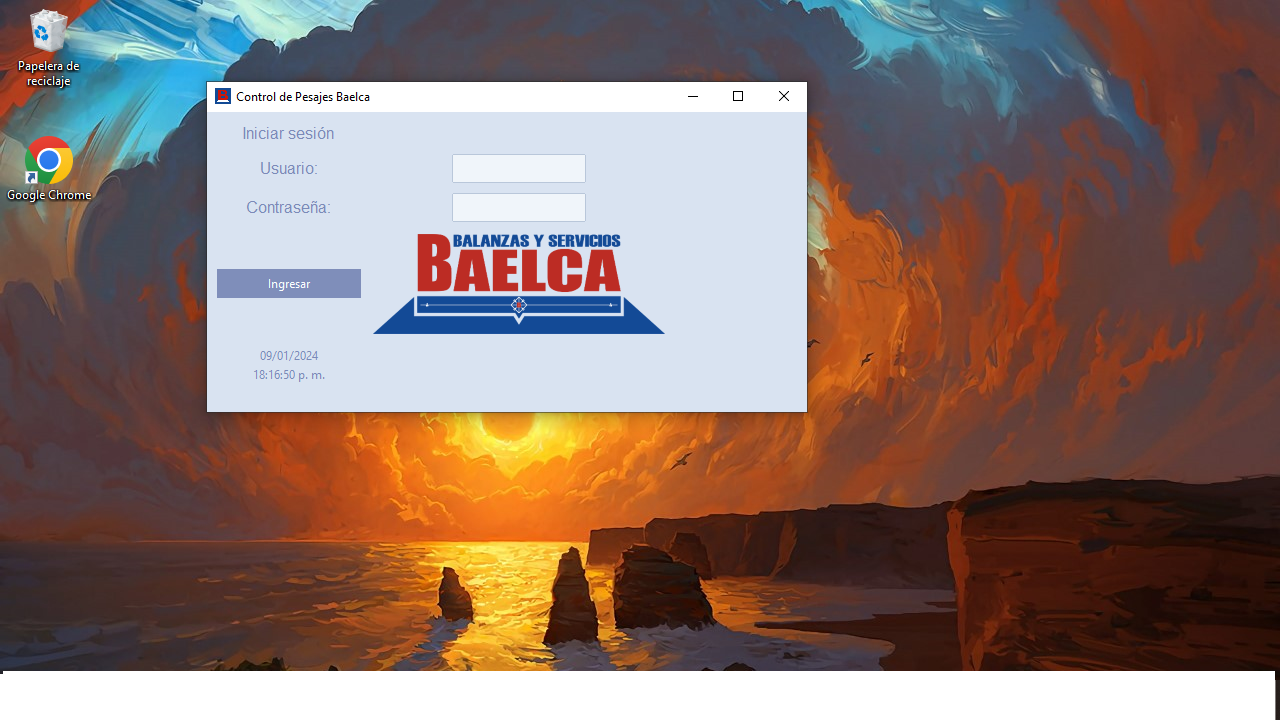 Papelera de
reciclaje
Google Chrome
Control de Pesajes Baelca
Iniciar sesión
Usuario:
Contraseña:
BALANZAS Y SERVICIOS
BAELCA
Ingresar
09/01/2024
18:16:50 p. m.